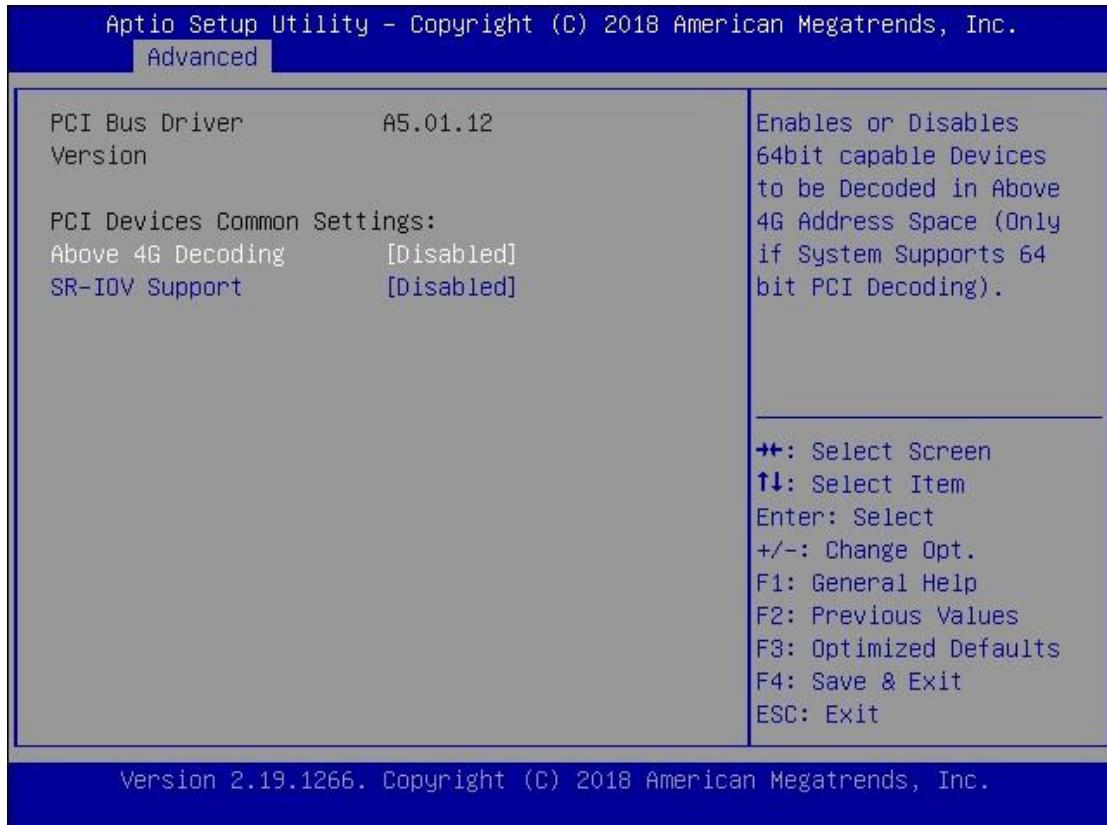 Aptio Setup Utility – Copyright (C) 2018 American Megatrends, Inc.
Advanced
PCI Bus Driver A5.01.12
Version
PCI Devices Common Settings:
Above 4G Decoding [Disabled]
SR-IOV Support [Disabled]
Enables or Disables
64bit capable Devices
to be Decoded in Above
4G Address Space (Only
if System Supports 64
bit PCI Decoding).
→←: Select Screen
↑↓: Select Item
Enter: Select
+/-: Change Opt.
F1: General Help
F2: Previous Values
F3: Optimized Defaults
F4: Save & Exit
ESC: Exit
Version 2.19.1266. Copyright (C) 2018 American Megatrends, Inc.